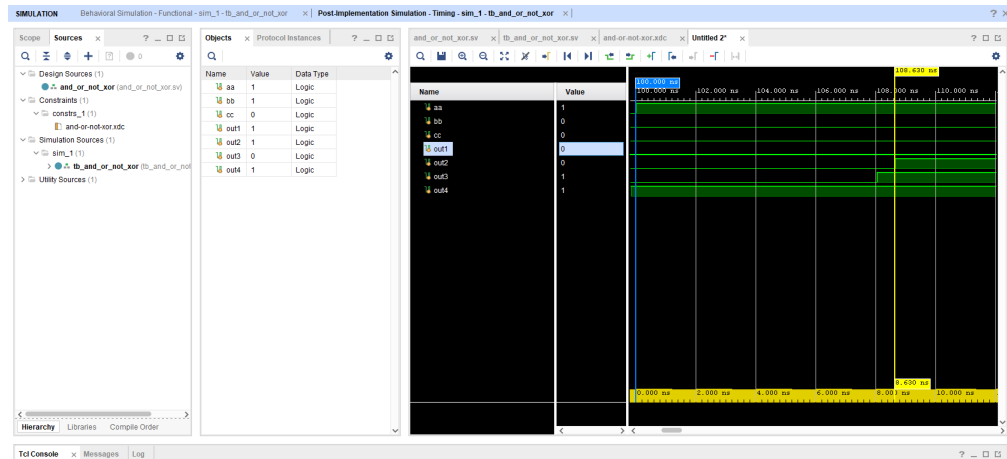 SIMULATION Behavioral Simulation - Functional - sim_1 - tb_and_or_not_xor × Post-Implementation Simulation - Timing - sim_1 - tb_and_or_not_xor × ? ×
Scope Sources × ? _ □
Objects × Protocol Instances ? _ □
and_or_not_xor.sv × tb_and_or_not_xor.sv × and-or-not-xor.xdc × Untitled 2* × ? □
0
Design Sources (1)
and_or_not_xor (and_or_not_xor.sv)
Constraints (1)
constrs_1 (1)
and-or-not-xor.xdc
Simulation Sources (1)
sim_1 (1)
tb_and_or_not_xor (tb_and_or_not
Utility Sources (1)
Hierarchy Libraries Compile Order
Name Value Data Type
aa 1 Logic
bb 1 Logic
cc 0 Logic
out1 1 Logic
out2 1 Logic
out3 0 Logic
out4 1 Logic
Name Value
aa 1
bb 0
cc 0
out1 0
out2 0
out3 1
out4 1
108.630 ns
100.000 ns
100.000 ns 102.000 ns 104.000 ns 106.000 ns 108.000 ns 110.000 ns
8.630 ns
0.000 ns 2.000 ns 4.000 ns 6.000 ns 10.000 ns
Tcl Console × Messages Log ? _ □